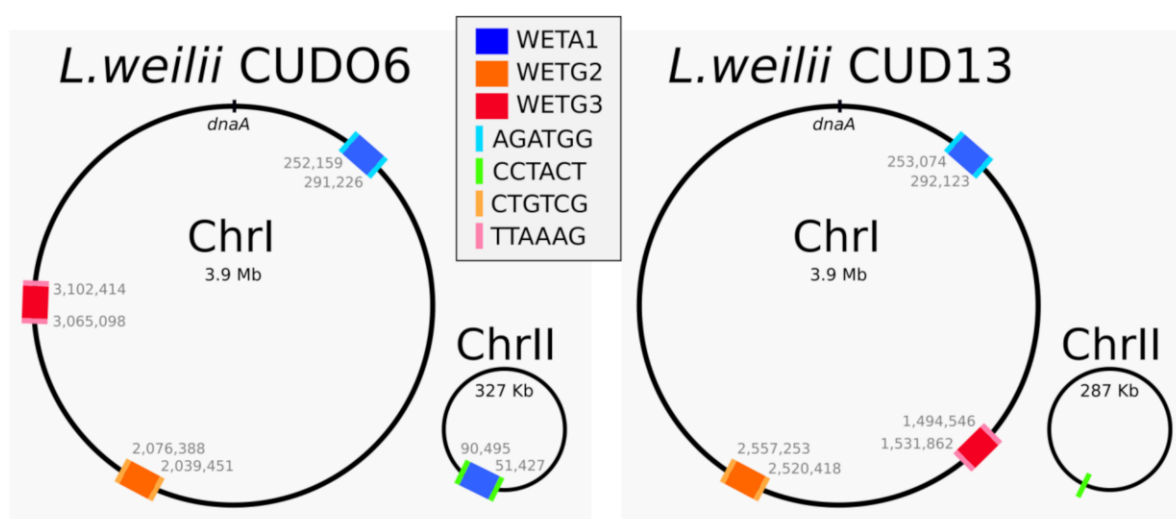 L.weilii CUDO6
dnaA
252,159
291,226
ChrI
3.9 Mb
3,102,414
3,065,098
2,076,388
2,039,451
ChrII
327 Kb
90,495
51,427
WETA1
WETG2
WETG3
AGATGG
CCTACT
CTGTCG
TTAAAG
L.weilii CUD13
dnaA
253,074
292,123
ChrI
3.9 Mb
1,494,546
1,531,862
2,557,253
2,520,418
ChrII
287 Kb